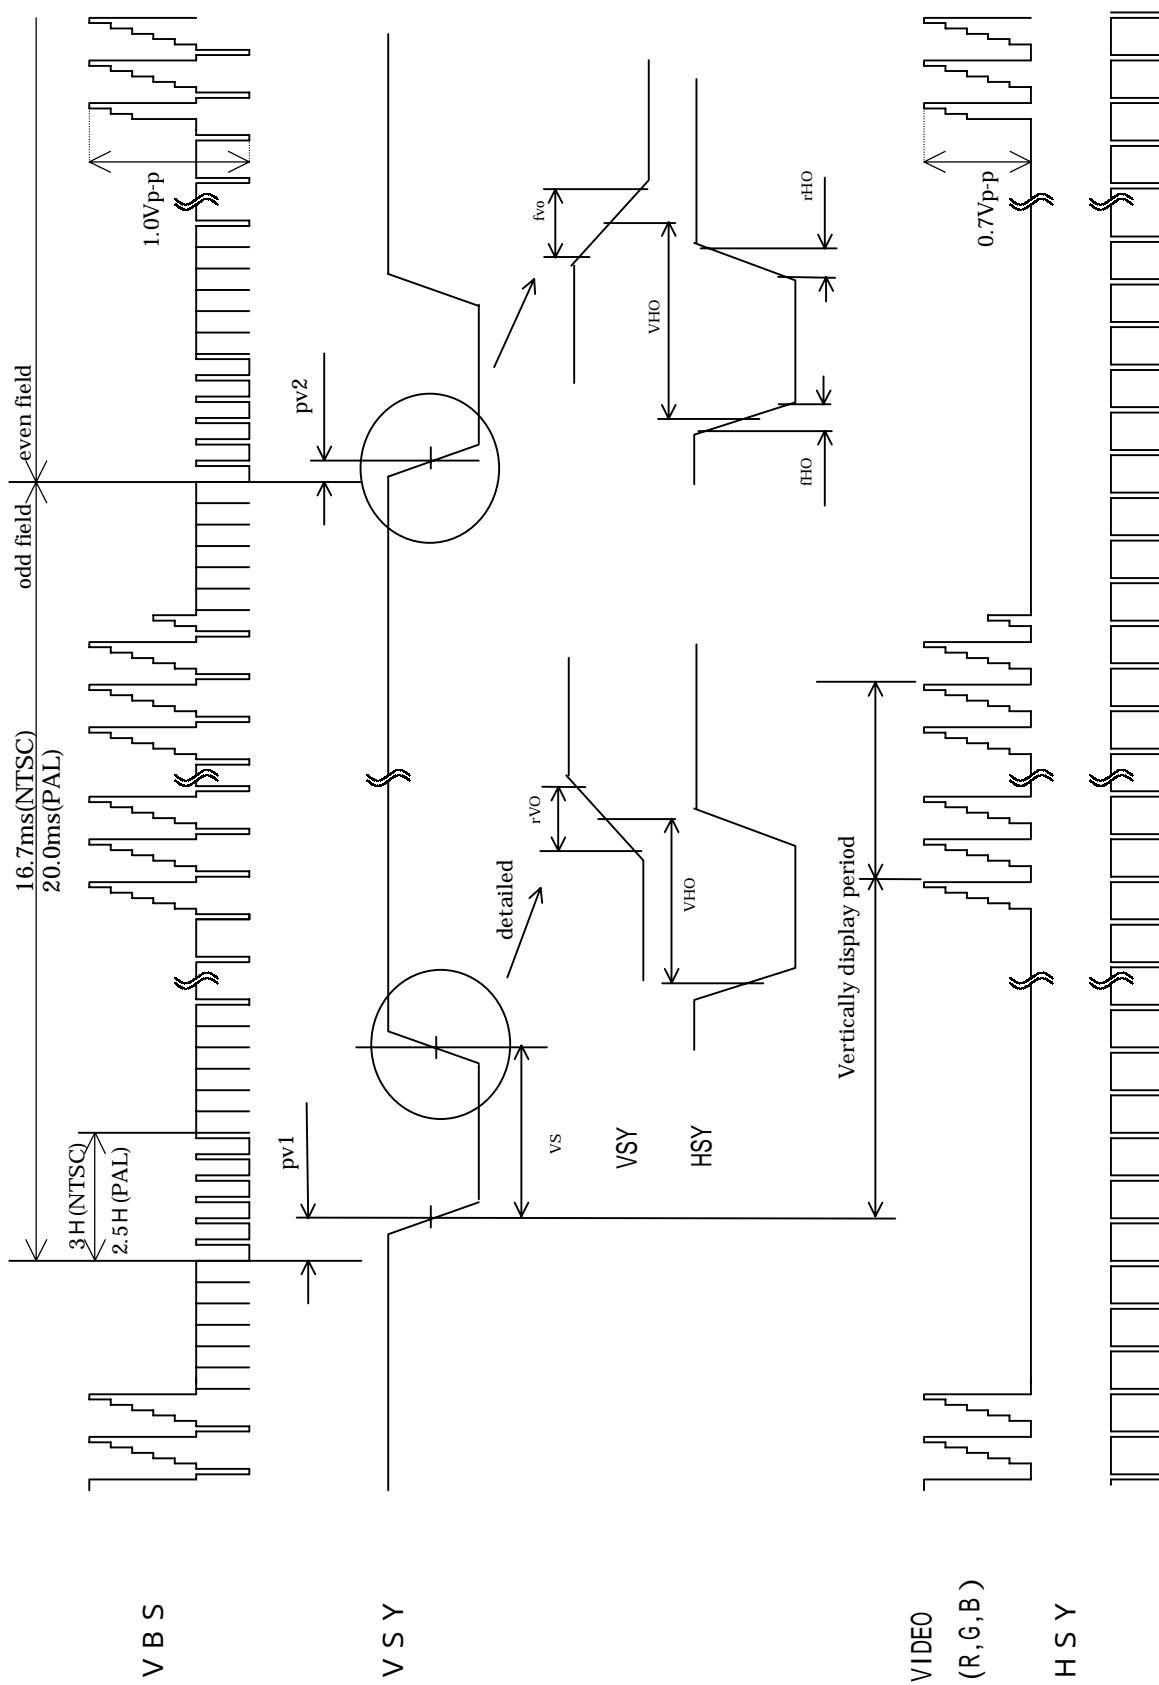 16.7ms(NTSC)
20.0ms(PAL)
odd field
even field
3H(NTSC)
2.5H(PAL)
1.0Vp-p
VBS
pv1
pv2
VSY
vs
detailed
rVO
fvo
VSY
VHO
VHO
HSY
fHO
rHO
Vertically display period
VIDEO
(R,G,B)
0.7Vp-p
HSY